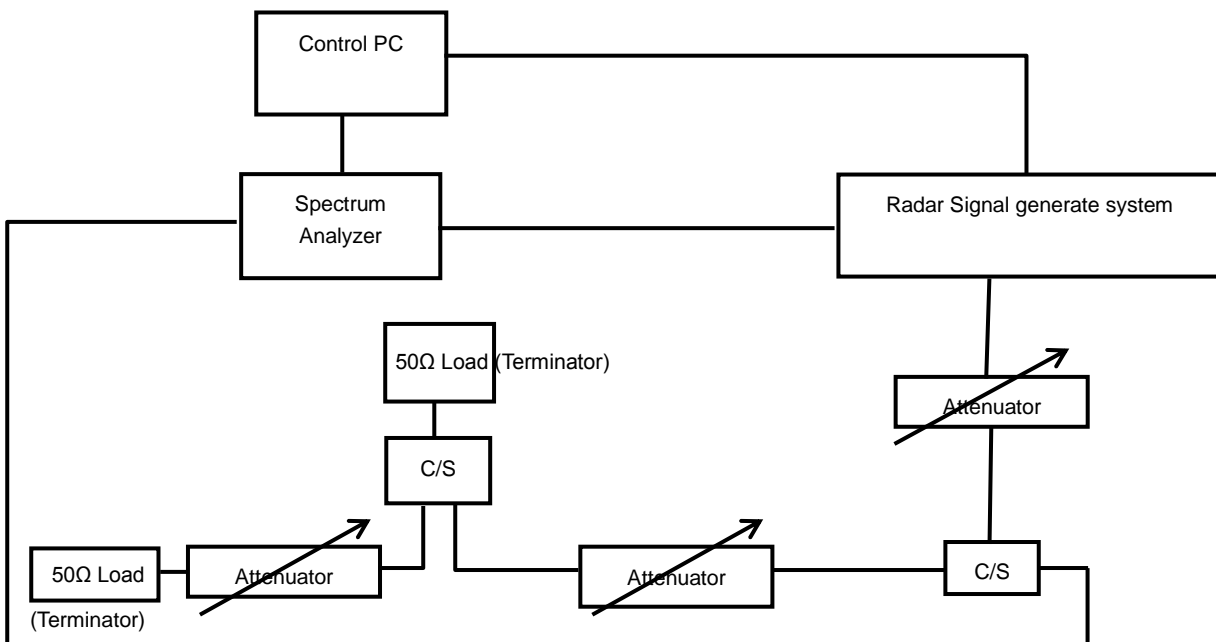 Control PC
Spectrum
Analyzer
Radar Signal generate system
50Ω Load (Terminator)
Attenuator
C/S
50Ω Load
(Terminator)
Attenuator
Attenuator
C/S